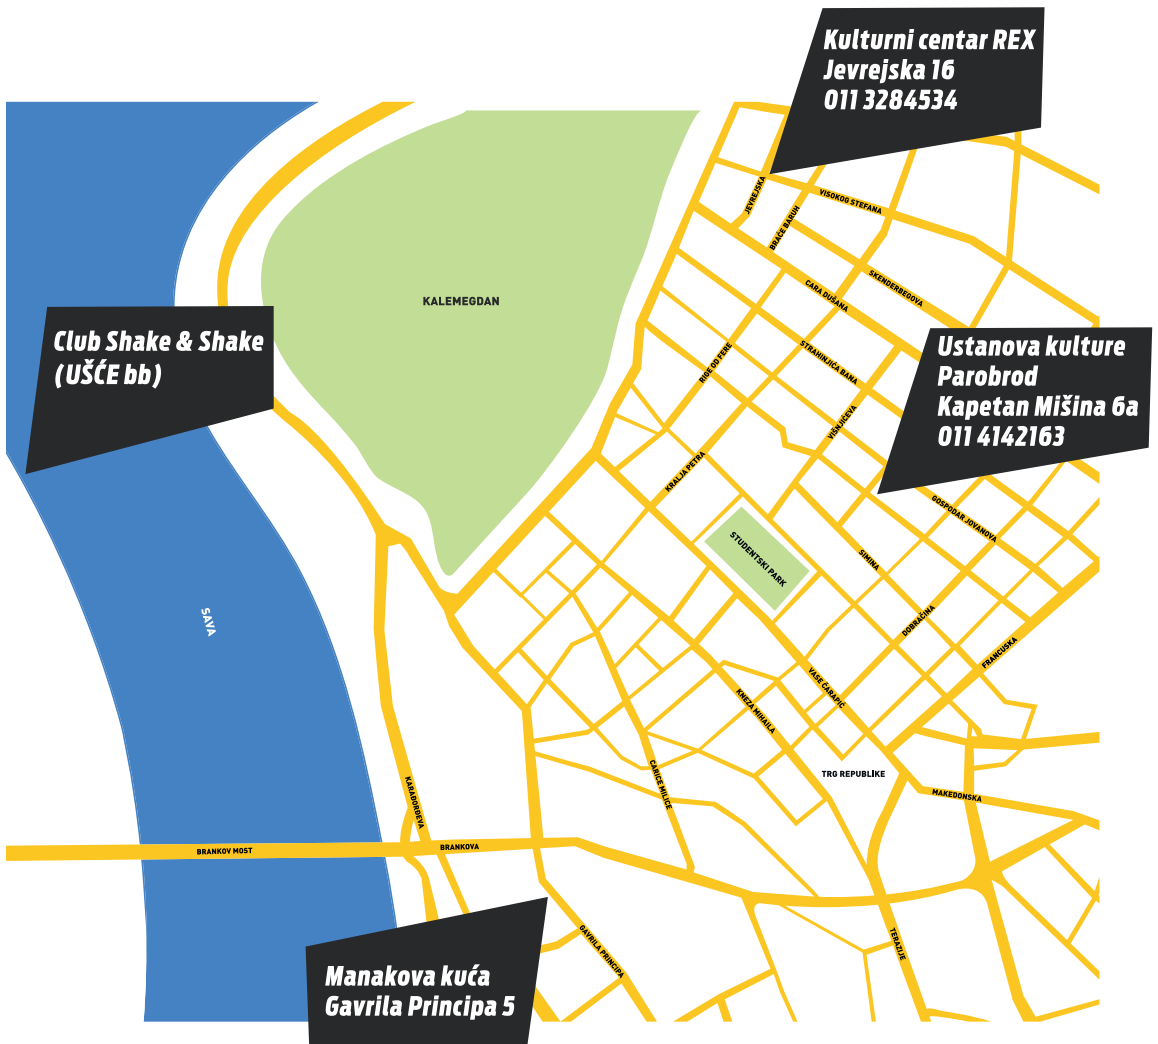 Kulturni centar REX
Jevrejska 16
011 3284534
JEVREJSKA
VISOKOG STEFANA
BRAĆE BARUH
KALEMEGDAN
SKENDERBEGOVA
CARA DUŠANA
Club Shake & Shake
(UŠĆE bb)
Ustanova kulture
Parobrod
Kapetan Mišina 6a
011 4142163
RIGE OD FERE
STRAHINJIĆA BANA
VIŠNJIĆEVA
KRALJA PETRA
GOSPODAR JOVANOVA
STUDENTSKI PARK
SIMINA
SAVA
DOBRAČINA
FRANCUSKA
VASE ČARAPIĆ
KNEZA MIHAILA
TRG REPUBLIKE
CARICE MILICE
KARAĐORĐEVA
MAKEDONSKA
BRANKOV MOST
BRANKOVA
GAVRILA PRINCIPA
TERAZIJE
Manakova kuća
Gavrila Principa 5